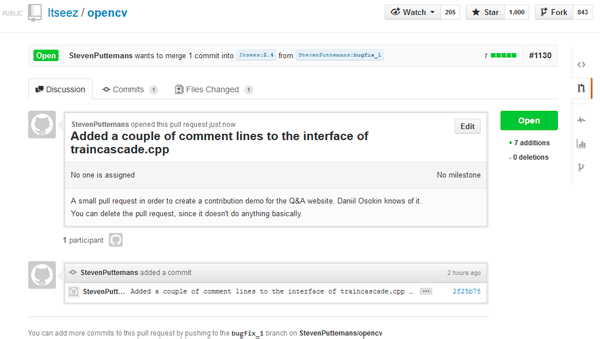 PUBLIC Itseez / opencv Watch 205 Star 1,000 Fork 843
Open StevenPuttemans wants to merge 1 commit into Itseez:2.4 from StevenPuttemans:bugfix_1 7 #1130
Discussion Commits 1 Files Changed 1
StevenPuttemans opened this pull request just now
Edit
Added a couple of comment lines to the interface of
traincascade.cpp
Open
+ 7 additions
- 0 deletions
No one is assigned No milestone
A small pull request in order to create a contribution demo for the Q&A website. Daniil Osokin knows of it.
You can delete the pull request, since it doesn't do anything basically.
1 participant
StevenPuttemans added a commit 2 hours ago
StevenPutt... Added a couple of comment lines to the interface of traincascade.cpp … 2f25b78
You can add more commits to this pull request by pushing to the bugfix_1 branch on StevenPuttemans/opencv